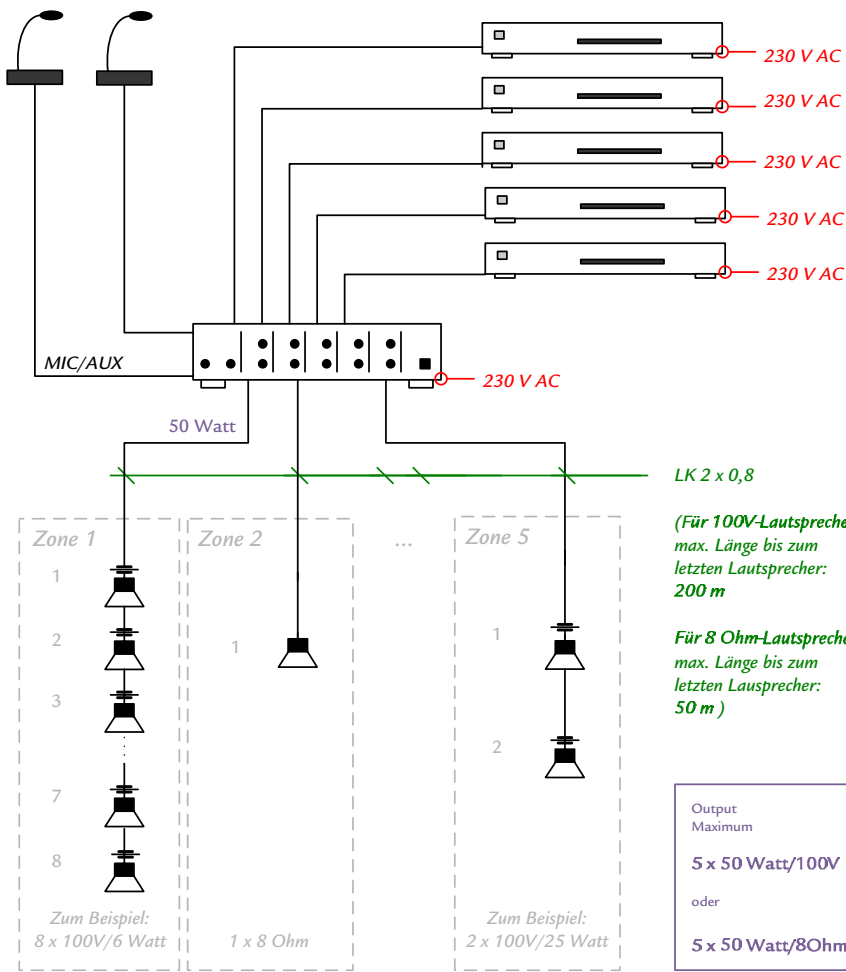 230 V AC
230 V AC
230 V AC
230 V AC
230 V AC
MIC/AUX
230 V AC
50 Watt
LK 2 x 0,8
(Für 100V-Lautspreche
max. Länge bis zum
letzten Lautsprecher:
200 m
Für 8 Ohm-Lautspreche
max. Länge bis zum
letzten Lausprecher:
50 m )
Zone 1
1
2
3
7
8
Zum Beispiel:
8 x 100V/6 Watt
Zone 2
1
1 x 8 Ohm
...
Zone 5
1
2
Zum Beispiel:
2 x 100V/25 Watt
Output
Maximum
5 x 50 Watt/100V
oder
5 x 50 Watt/8Ohm